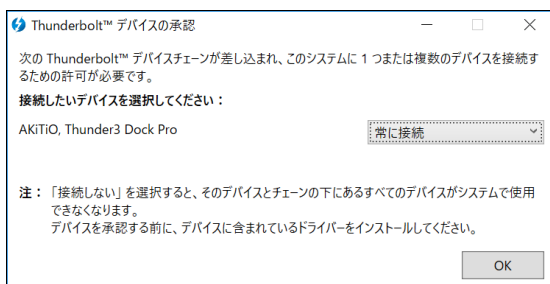 Thunderbolt™ デバイスの承認
次の Thunderbolt™ デバイスチェーンが差し込まれ、このシステムに 1 つまたは複数のデバイスを接続す
るための許可が必要です。
接続したいデバイスを選択してください：
AKiTiO, Thunder3 Dock Pro 常に接続
注： 「接続しない」を選択すると、そのデバイスとチェーンの下にあるすべてのデバイスがシステムで使用
できなくなります。
デバイスを承認する前に、デバイスに含まれているドライバーをインストールしてください。
OK